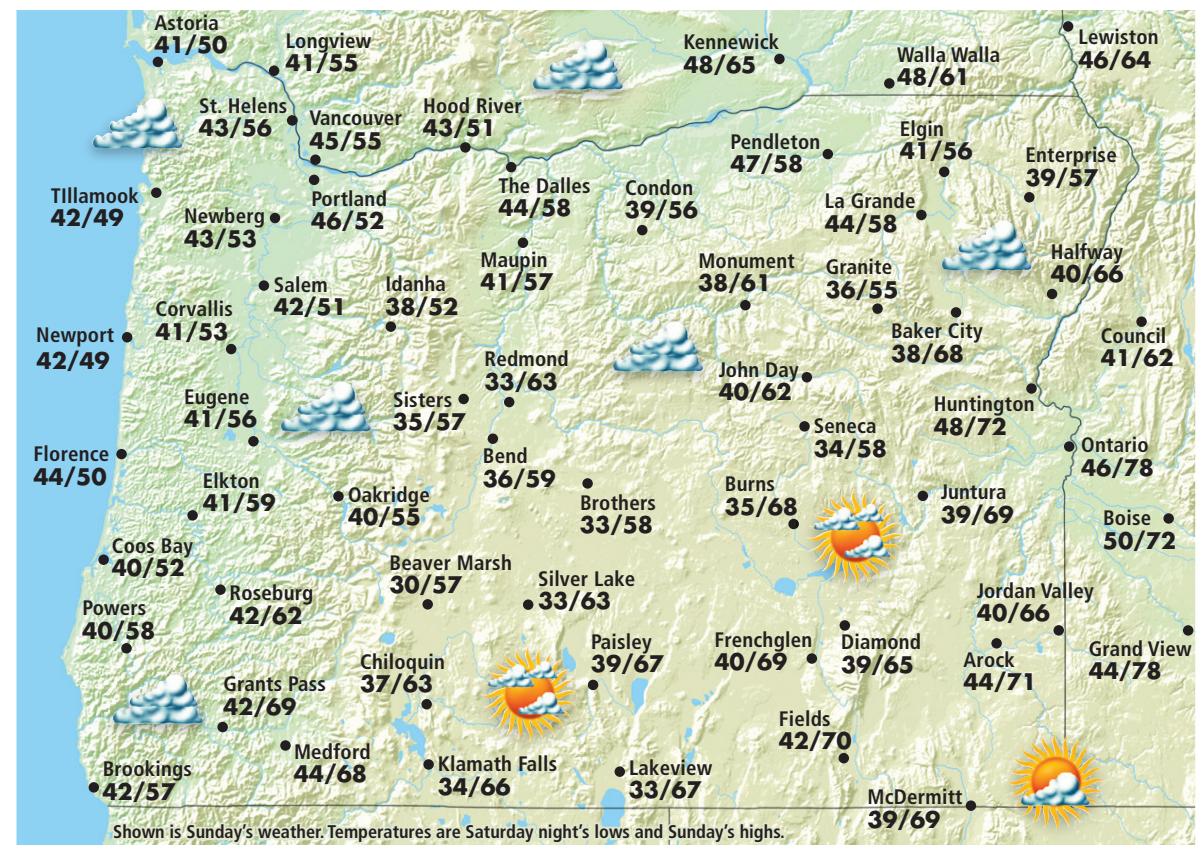 Astoria
41/50
Longview
41/55
Kennewick
48/65
Walla Walla
48/61
Lewiston
46/64
St. Helens
43/56
Vancouver
45/55
Hood River
43/51
Pendleton
47/58
Elgin
41/56
Enterprise
39/57
TIllamook
42/49
Newberg
43/53
Portland
46/52
The Dalles
44/58
Condon
39/56
La Grande
44/58
Maupin
41/57
Monument
38/61
Granite
36/55
Halfway
40/66
Salem
42/51
Idanha
38/52
Corvallis
41/53
Newport
42/49
Baker City
38/68
Council
41/62
Redmond
33/63
John Day
40/62
Eugene
41/56
Sisters
35/57
Huntington
48/72
Seneca
34/58
Ontario
46/78
Florence
44/50
Bend
36/59
Elkton
41/59
Oakridge
40/55
Brothers
33/58
Burns
35/68
Juntura
39/69
Boise
50/72
Coos Bay
40/52
Beaver Marsh
30/57
Silver Lake
33/63
Roseburg
42/62
Jordan Valley
40/66
Powers
40/58
Paisley
39/67
Frenchglen
40/69
Diamond
39/65
Arock
44/71
Grand View
44/78
Chiloquin
37/63
Grants Pass
42/69
Fields
42/70
Medford
44/68
Klamath Falls
34/66
Lakeview
33/67
Brookings
42/57
McDermitt
39/69
Shown is Sunday's weather. Temperatures are Saturday night's lows and Sunday's highs.